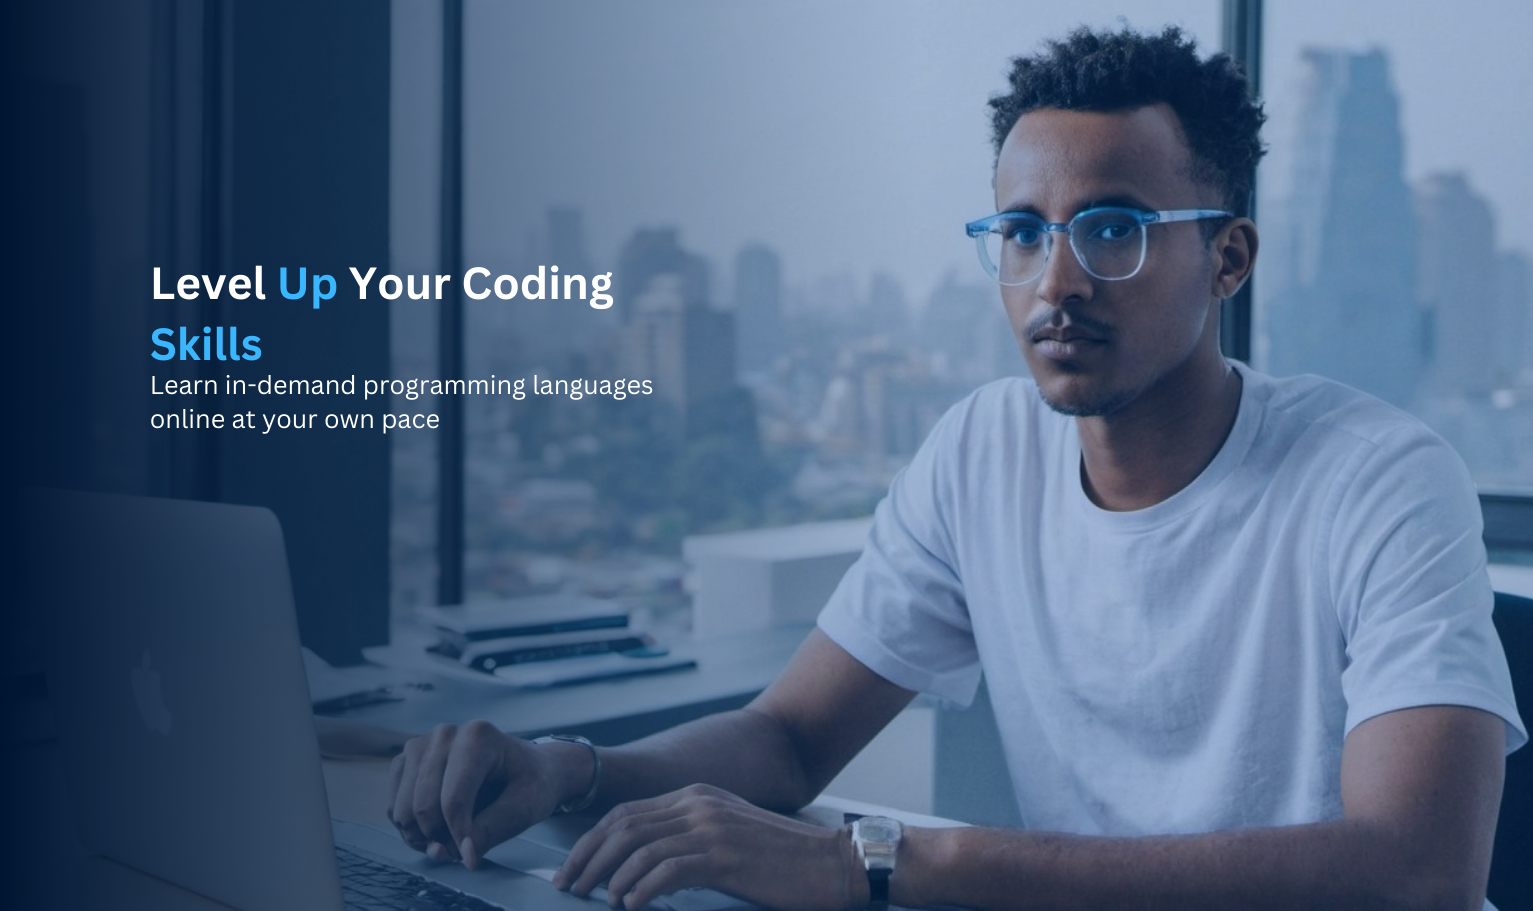 Level Up Your Coding
Skills
Learn in-demand programming languages
online at your own pace